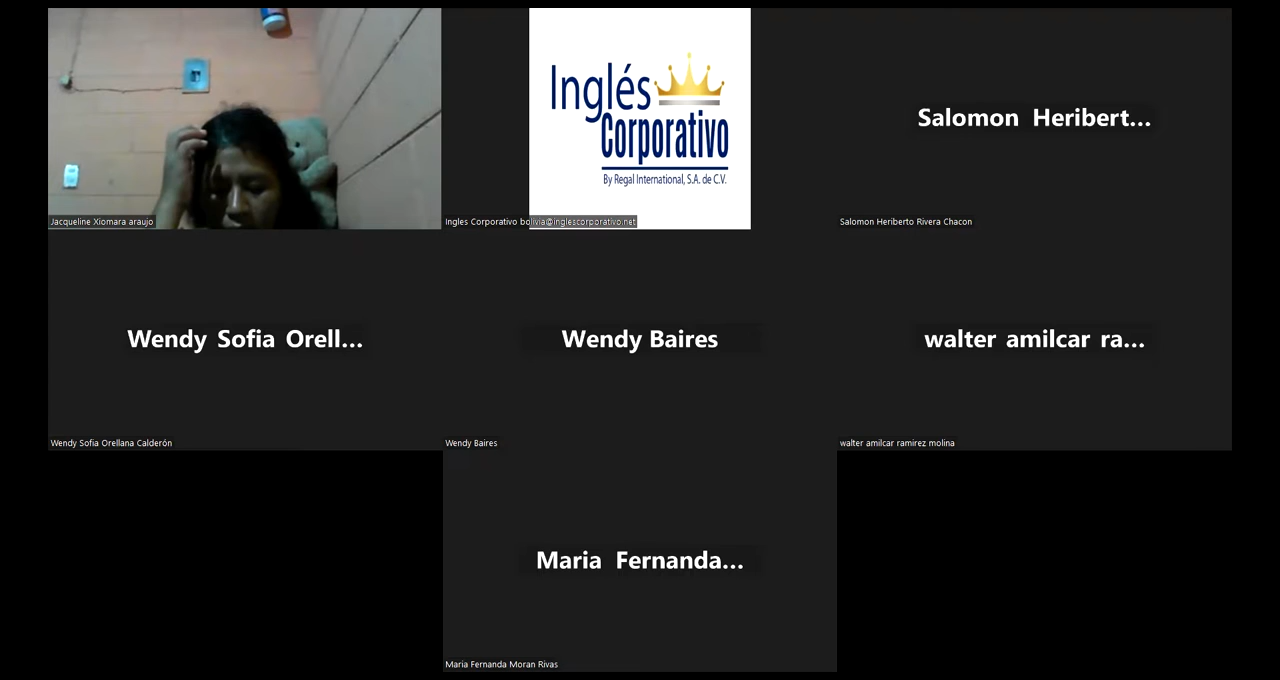 Jacqueline Xiomara araujo
Inglés
Corporativo
By Regal International, S.A. de C.V.
Ingles Corporativo bolivia@inglescorporativo.net
Salomon Heribert...
Salomon Heriberto Rivera Chacon
Wendy Sofia Orell...
Wendy Sofia Orellana Calderón
Wendy Baires
Wendy Baires
walter amilcar ra...
walter amilcar ramirez molina
Maria Fernanda...
Maria Fernanda Moran Rivas